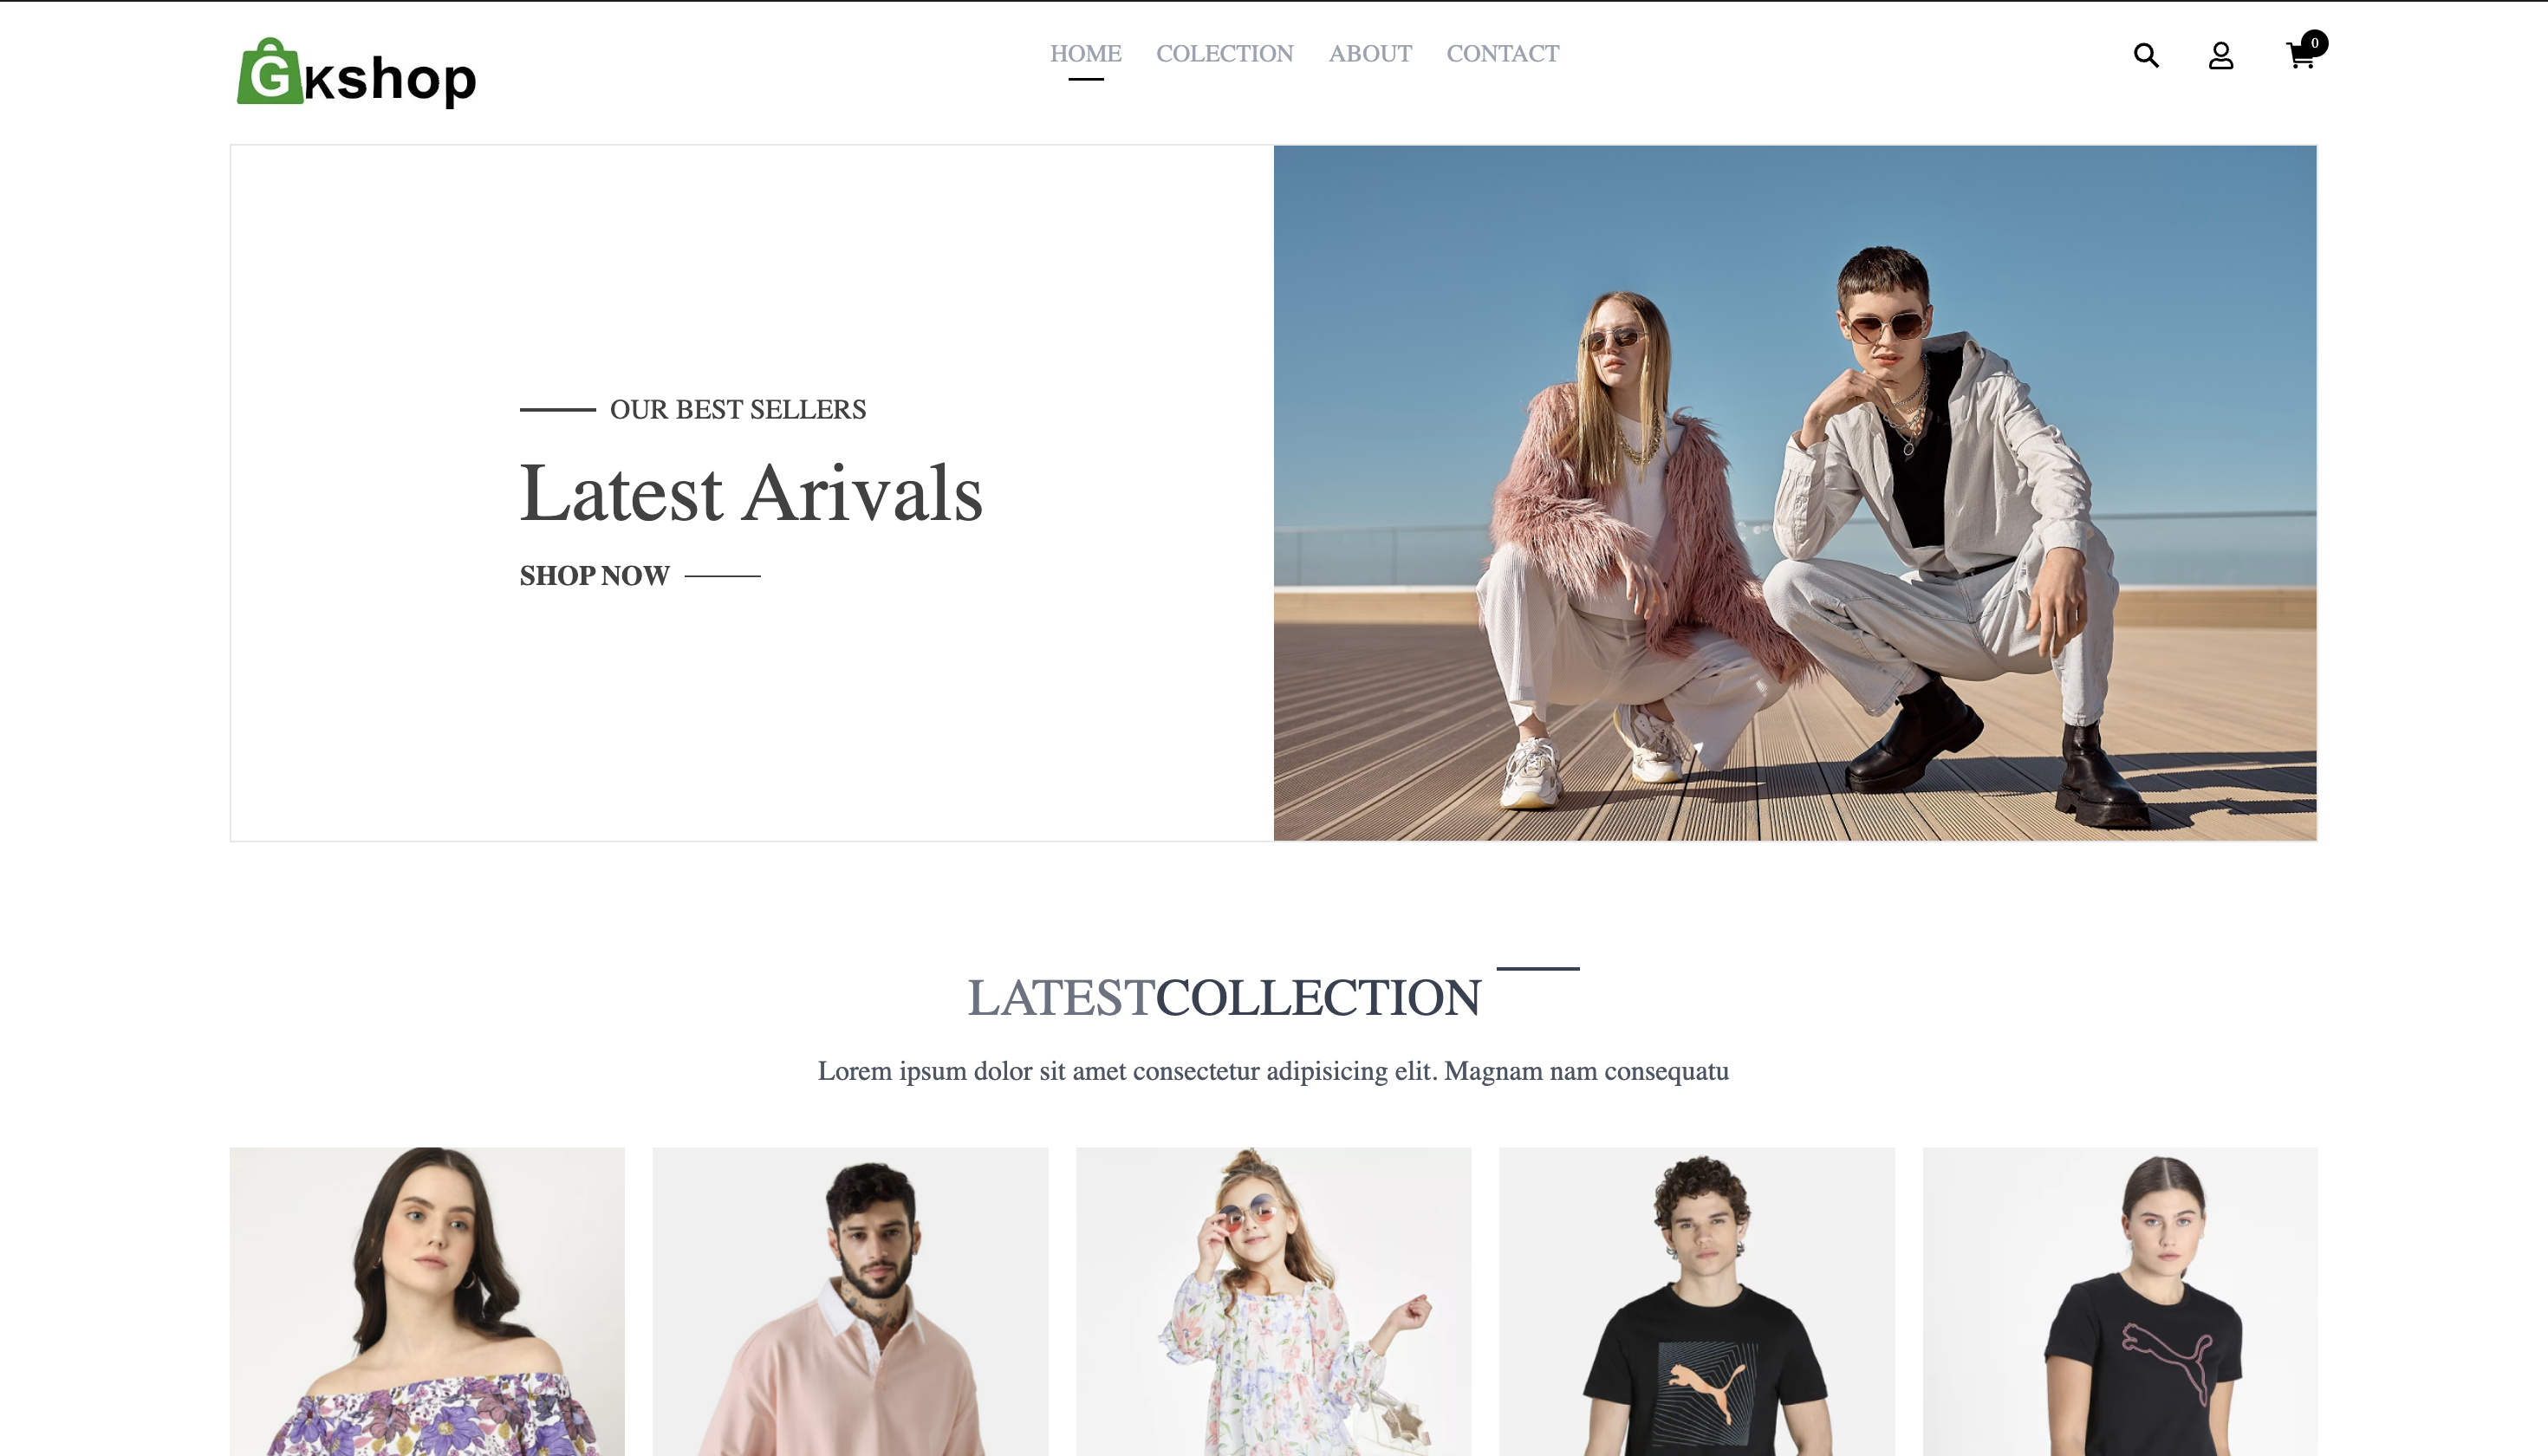 Gkshop
HOME COLECTION ABOUT CONTACT
0
OUR BEST SELLERS
Latest Arivals
SHOP NOW
LATESTCOLLECTION
Lorem ipsum dolor sit amet consectetur adipisicing elit. Magnam nam consequatu